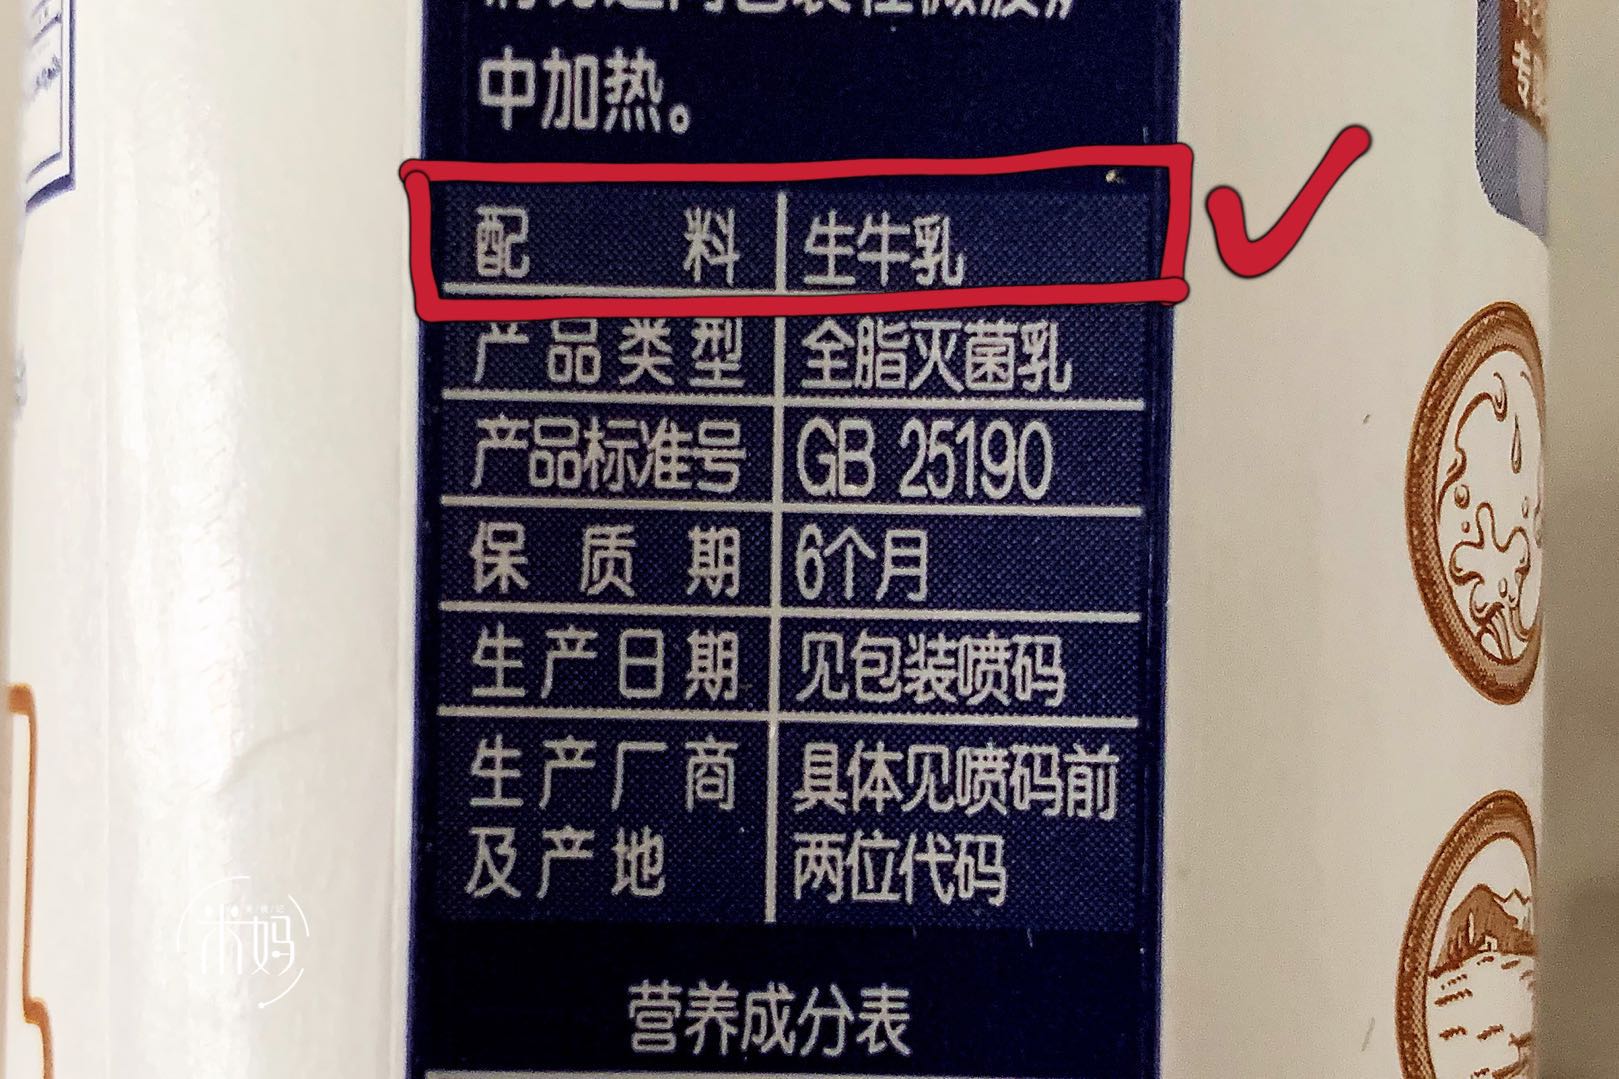 中加热。
配料 生牛乳
产品类型 全脂灭菌乳
产品标准号 GB 25190
保质期 6个月
生产日期 见包装喷码
生产厂商 具体见喷码前
及产地 两位代码
营养成分表
米妈